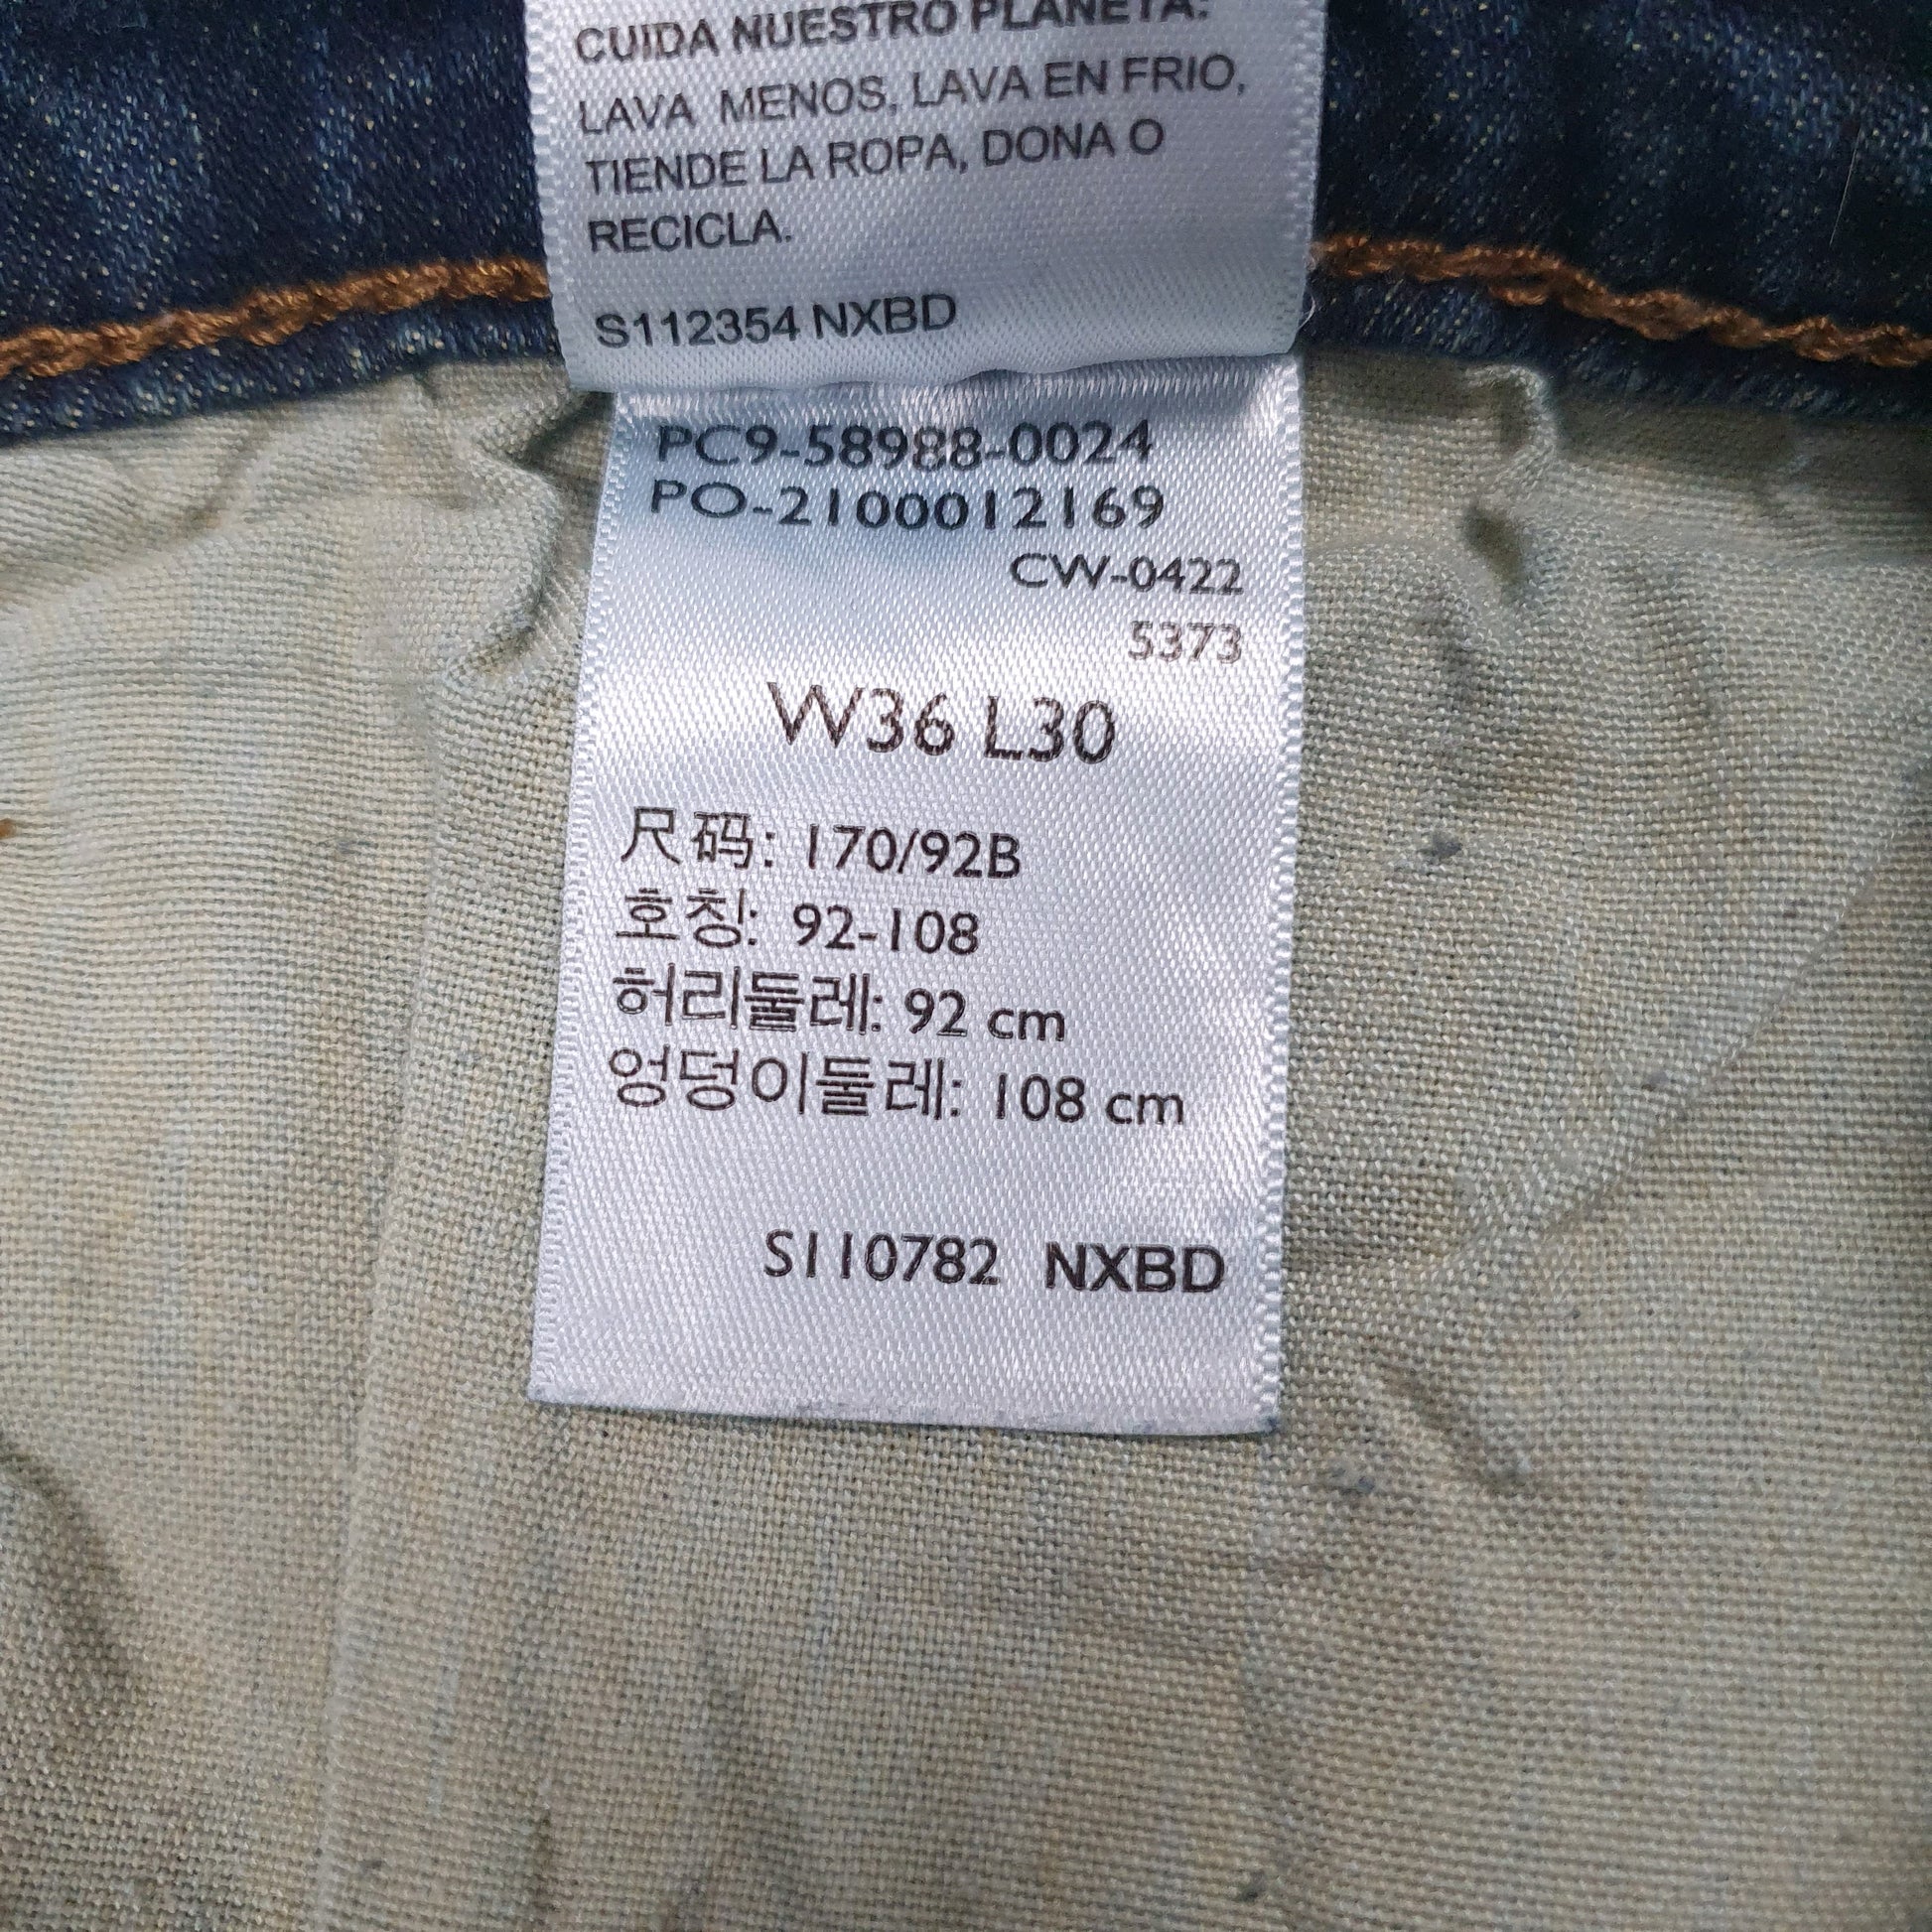 CUIDA NUESTRO PLANETA:
LAVA MENOS, LAVA EN FRIO,
TIENDE LA ROPA, DONA O
RECICLA.
S112354 NXBD
PC9-58988-0024
PO-2100012169
CW-0422
5373
W36 L30
尺码: 170/92B
호칭: 92-108
허리둘레: 92 cm
엉덩이둘레: 108 cm
S110782 NXBD